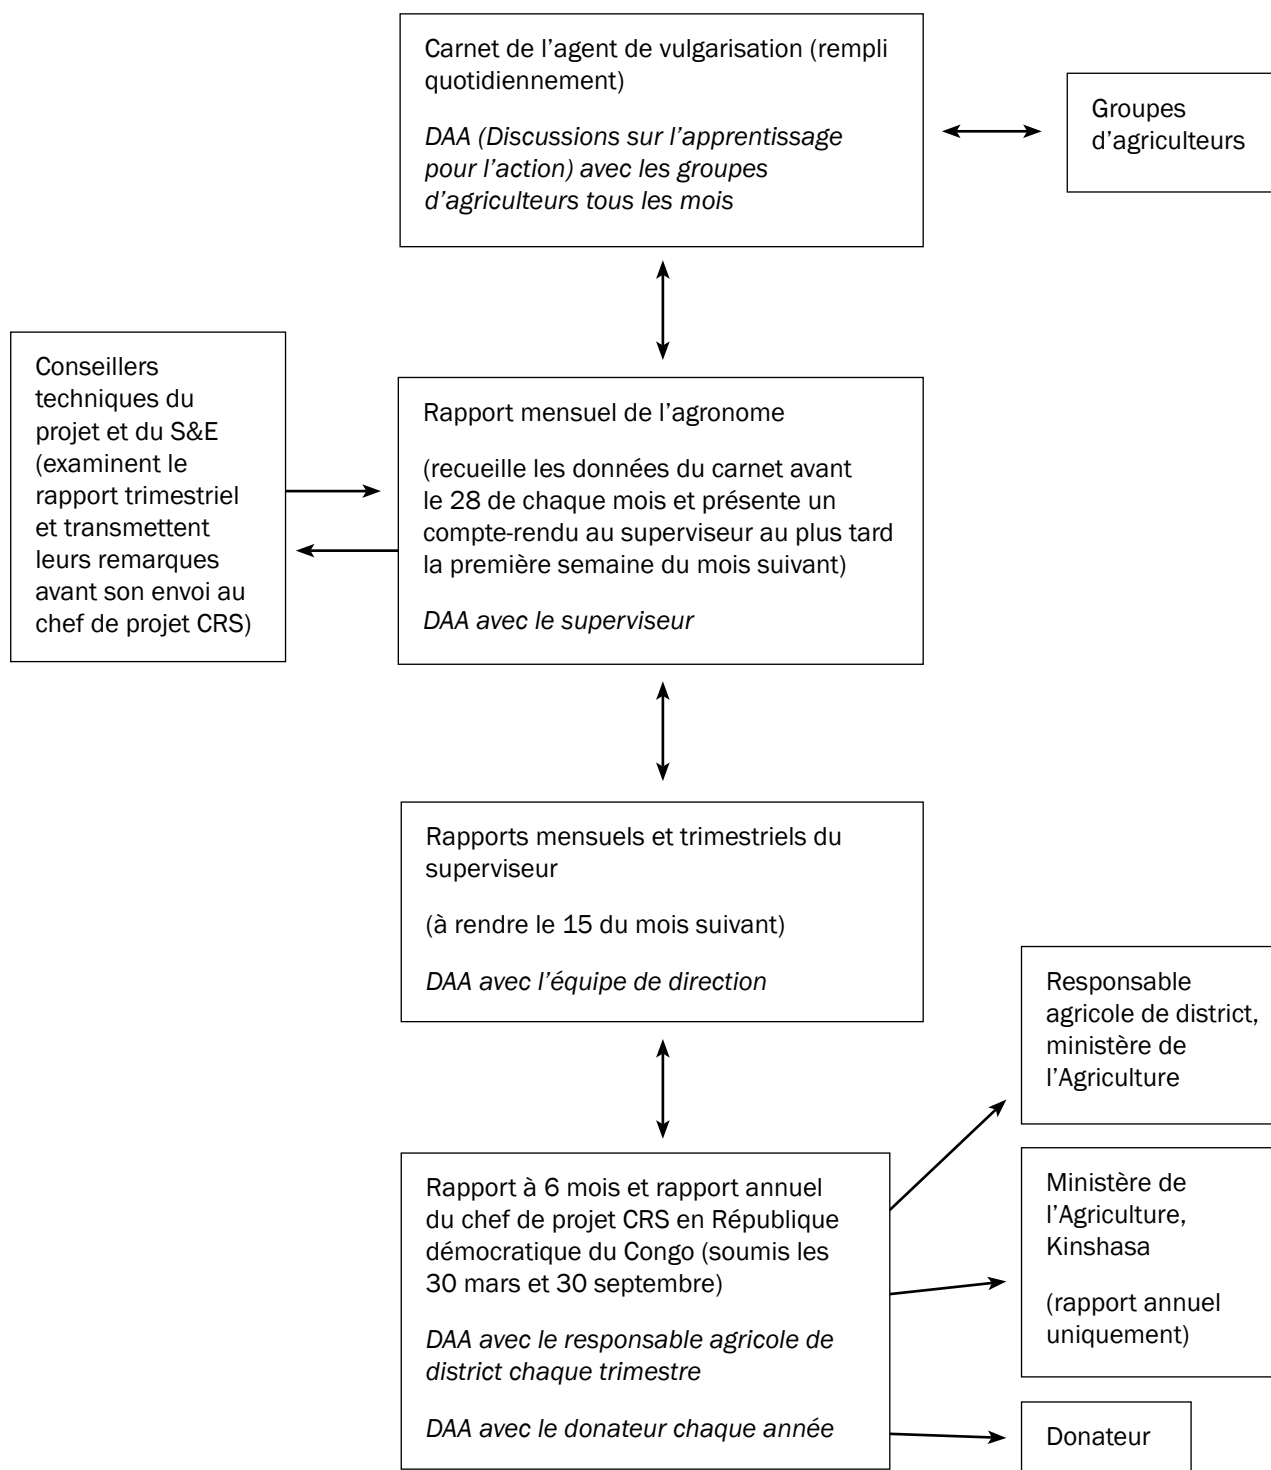 Carnet de l’agent de vulgarisation (rempli
quotidiennement)
DAA (Discussions sur l’apprentissage
pour l’action) avec les groupes
d’agriculteurs tous les mois
Groupes
d’agriculteurs
Conseillers
techniques du
projet et du S&E
(examinent le
rapport trimestriel
et transmettent
leurs remarques
avant son envoi au
chef de projet CRS)
Rapport mensuel de l’agronome
(recueille les données du carnet avant
le 28 de chaque mois et présente un
compte-rendu au superviseur au plus tard
la première semaine du mois suivant)
DAA avec le superviseur
Rapports mensuels et trimestriels du
superviseur
(à rendre le 15 du mois suivant)
DAA avec l’équipe de direction
Responsable
agricole de district,
ministère de
l’Agriculture
Rapport à 6 mois et rapport annuel
du chef de projet CRS en République
démocratique du Congo (soumis les
30 mars et 30 septembre)
DAA avec le responsable agricole de
district chaque trimestre
DAA avec le donateur chaque année
Ministère de
l’Agriculture,
Kinshasa
(rapport annuel
uniquement)
Donateur